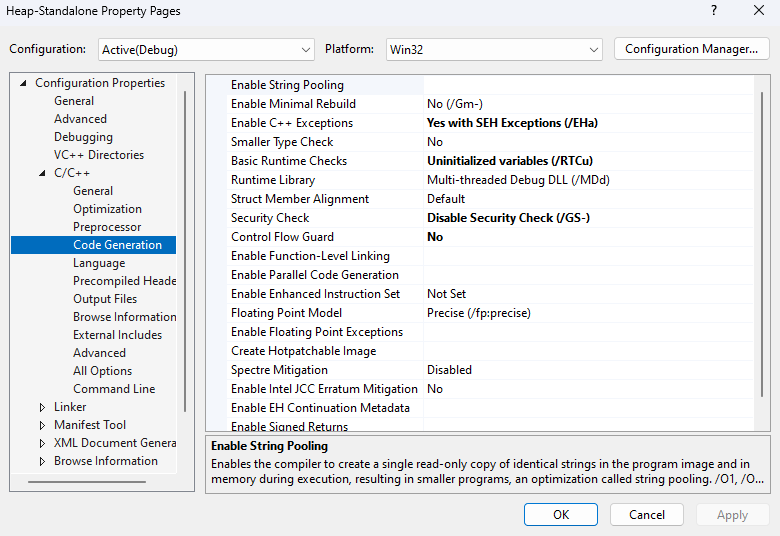 Heap-Standalone Property Pages ? ✕
Configuration: Active(Debug) Platform: Win32 Configuration Manager...
Configuration Properties
General
Advanced
Debugging
VC++ Directories
C/C++
General
Optimization
Preprocessor
Code Generation
Language
Precompiled Heade
Output Files
Browse Information
External Includes
Advanced
All Options
Command Line
Linker
Manifest Tool
XML Document Genera
Browse Information
Enable String Pooling
Enable Minimal Rebuild No (/Gm-)
Enable C++ Exceptions Yes with SEH Exceptions (/EHa)
Smaller Type Check No
Basic Runtime Checks Uninitialized variables (/RTCu)
Runtime Library Multi-threaded Debug DLL (/MDd)
Struct Member Alignment Default
Security Check Disable Security Check (/GS-)
Control Flow Guard No
Enable Function-Level Linking
Enable Parallel Code Generation
Enable Enhanced Instruction Set Not Set
Floating Point Model Precise (/fp:precise)
Enable Floating Point Exceptions
Create Hotpatchable Image
Spectre Mitigation Disabled
Enable Intel JCC Erratum Mitigation No
Enable EH Continuation Metadata
Enable Signed Returns
Enable String Pooling
Enables the compiler to create a single read-only copy of identical strings in the program image and in
memory during execution, resulting in smaller programs, an optimization called string pooling. /O1, /O...
OK Cancel Apply